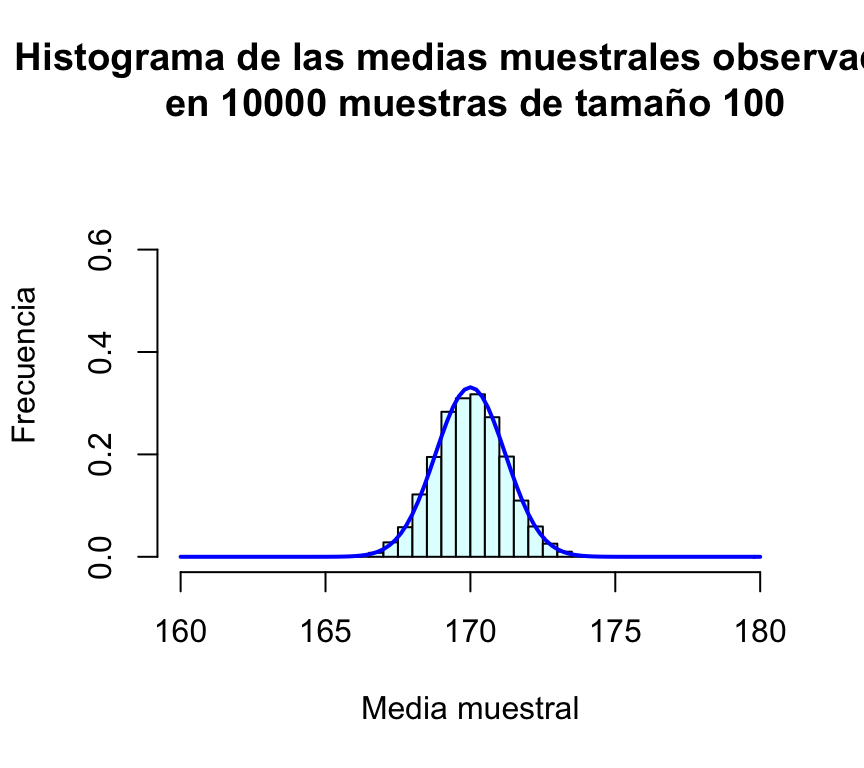 Histograma de las medias muestrales observa
en 10000 muestras de tamaño 100
0.6
0.4
0.2
0.0
Frecuencia
160 165 170 175 180
Media muestral